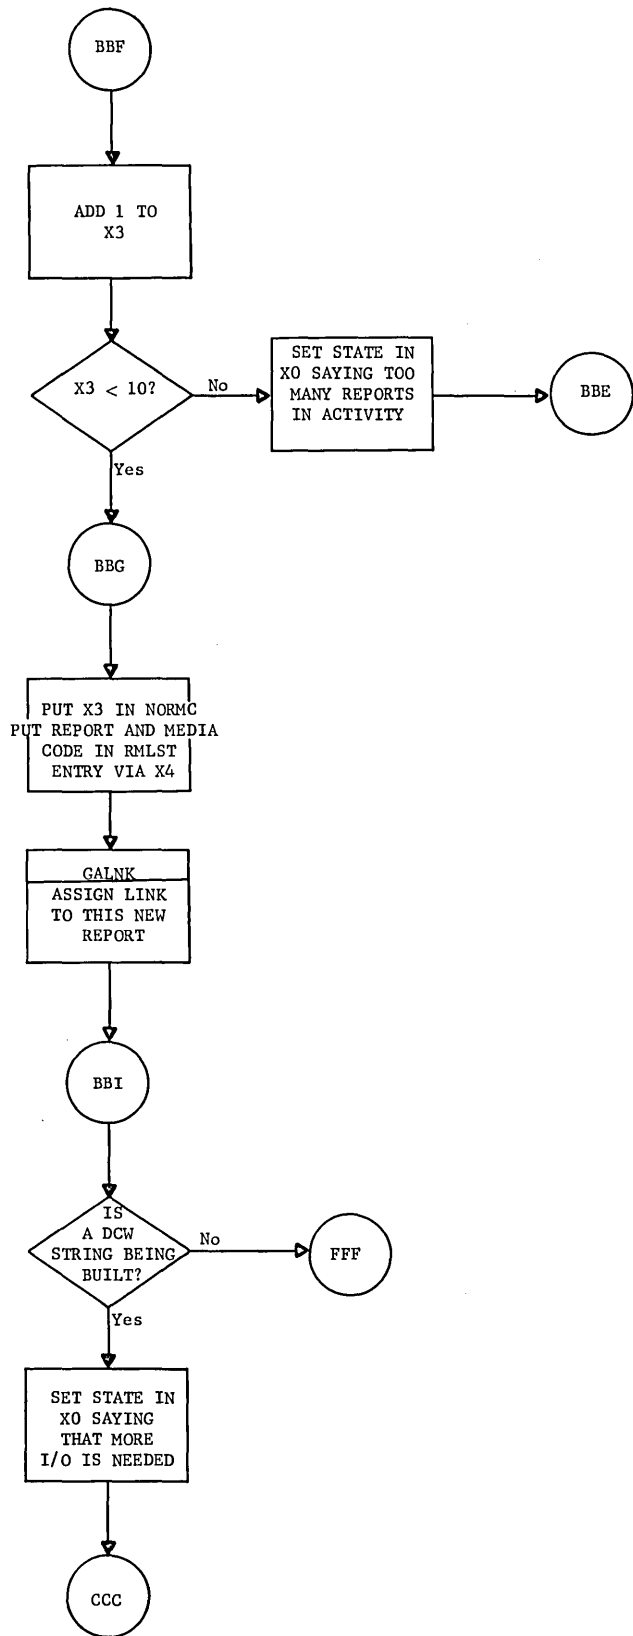 BBF
ADD 1 TO
X3
X3 < 10?
No
SET STATE IN
X0 SAYING TOO
MANY REPORTS
IN ACTIVITY
BBE
Yes
BBG
PUT X3 IN NORMC
PUT REPORT AND MEDIA
CODE IN RMLST
ENTRY VIA X4
GALNK
ASSIGN LINK
TO THIS NEW
REPORT
BBI
IS
A DCW
STRING BEING
BUILT?
No
FFF
Yes
SET STATE IN
X0 SAYING
THAT MORE
I/O IS NEEDED
CCC